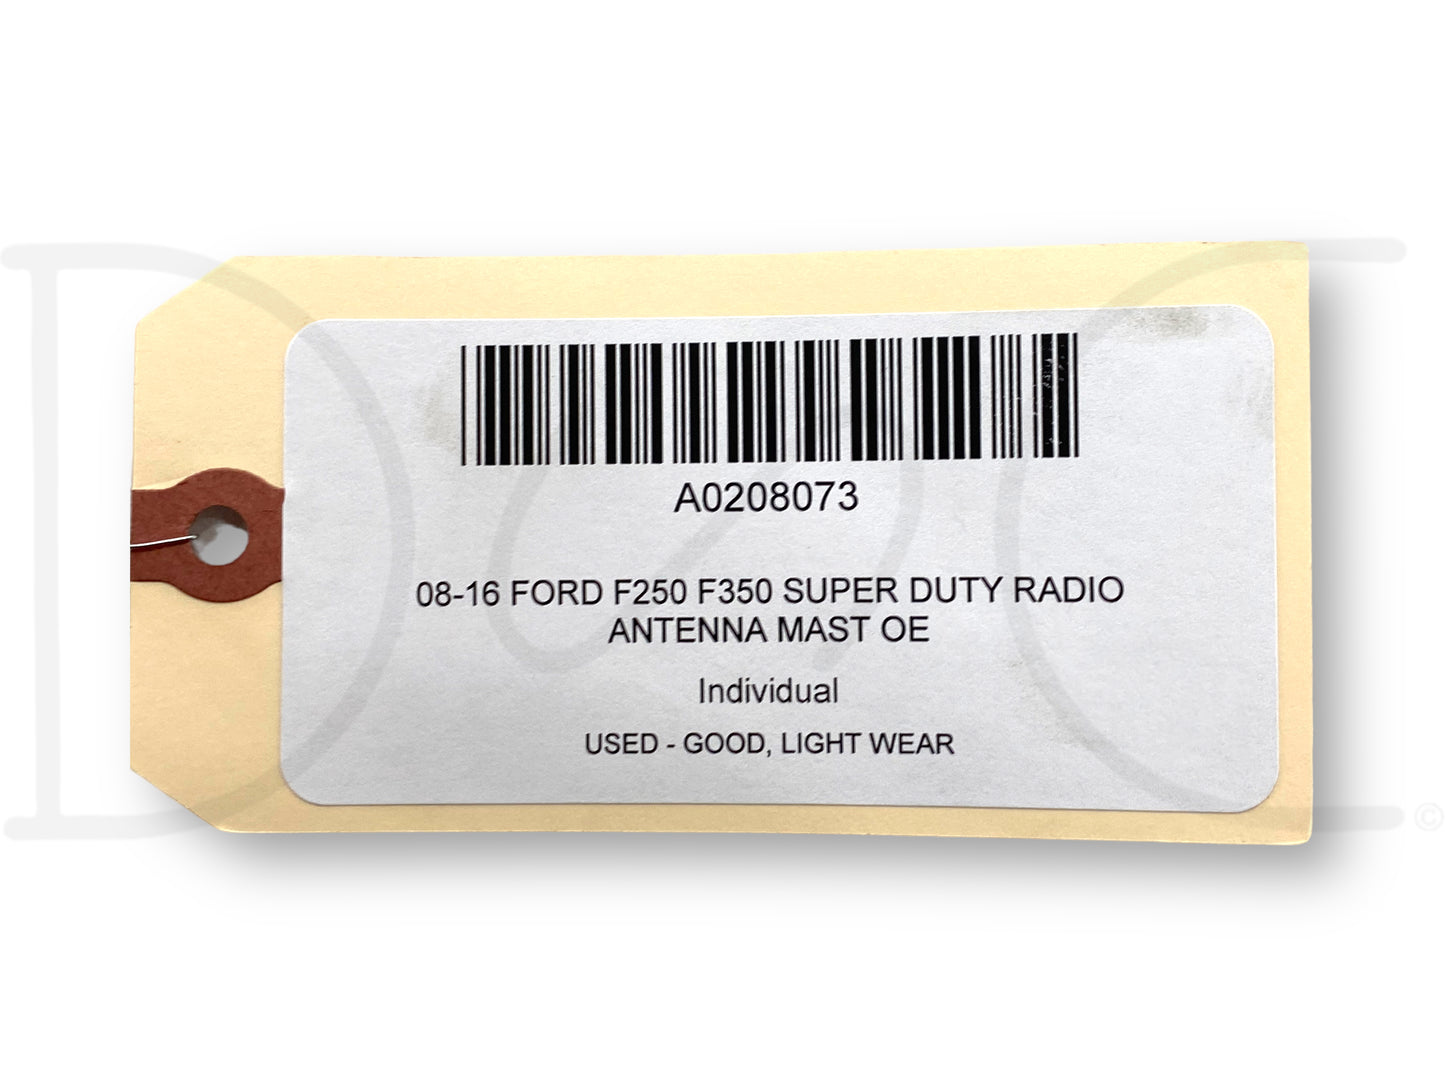 A0208073
08-16 FORD F250 F350 SUPER DUTY RADIO
ANTENNA MAST OE
Individual
USED - GOOD, LIGHT WEAR
©